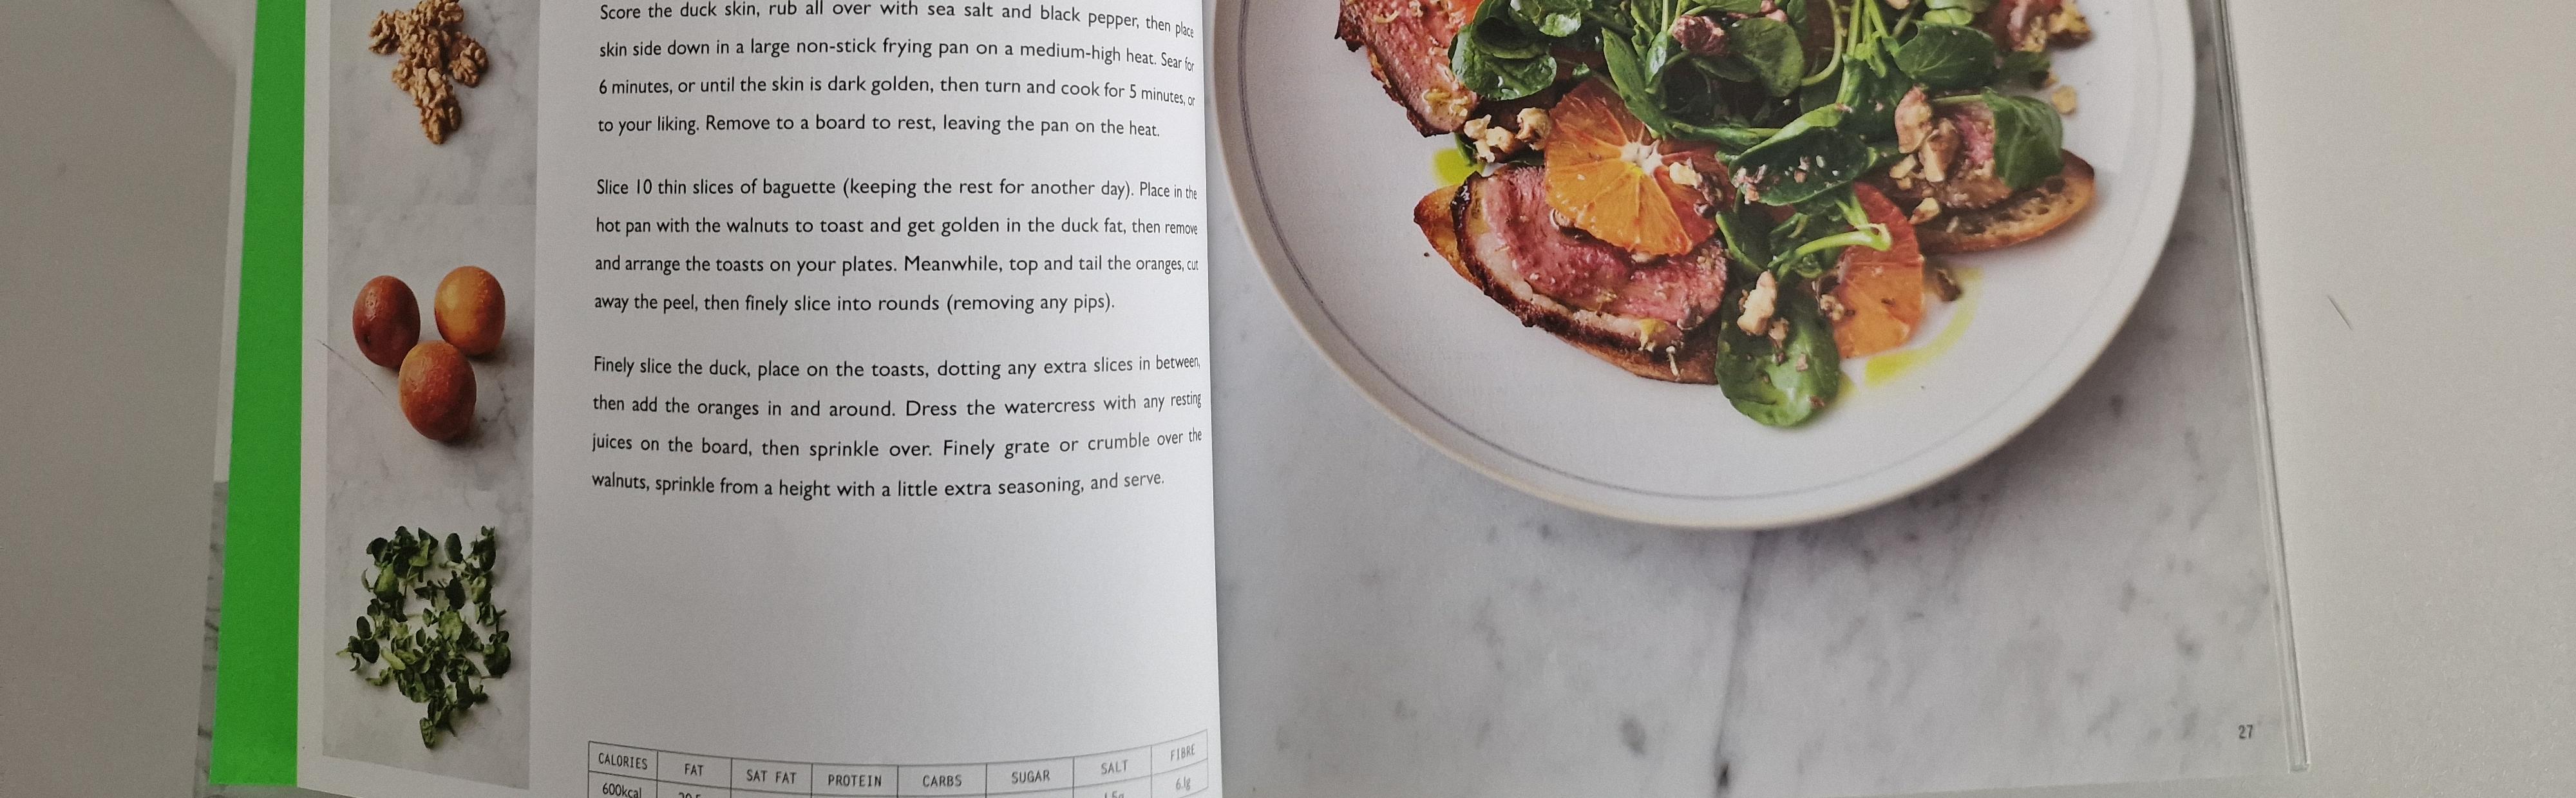 Score the duck skin, rub all over with sea salt and black pepper, then place
skin side down in a large non-stick frying pan on a medium-high heat. Sear for
6 minutes, or until the skin is dark golden, then turn and cook for 5 minutes, or
to your liking. Remove to a board to rest, leaving the pan on the heat.
Slice 10 thin slices of baguette (keeping the rest for another day). Place in the
hot pan with the walnuts to toast and get golden in the duck fat, then remove
and arrange the toasts on your plates. Meanwhile, top and tail the oranges, cut
away the peel, then finely slice into rounds (removing any pips).
Finely slice the duck, place on the toasts, dotting any extra slices in between,
then add the oranges in and around. Dress the watercress with any resting
juices on the board, then sprinkle over. Finely grate or crumble over the
walnuts, sprinkle from a height with a little extra seasoning, and serve.
CALORIES FAT SAT FAT PROTEIN CARBS SUGAR SALT FIBRE
600kcal 6.1g
27